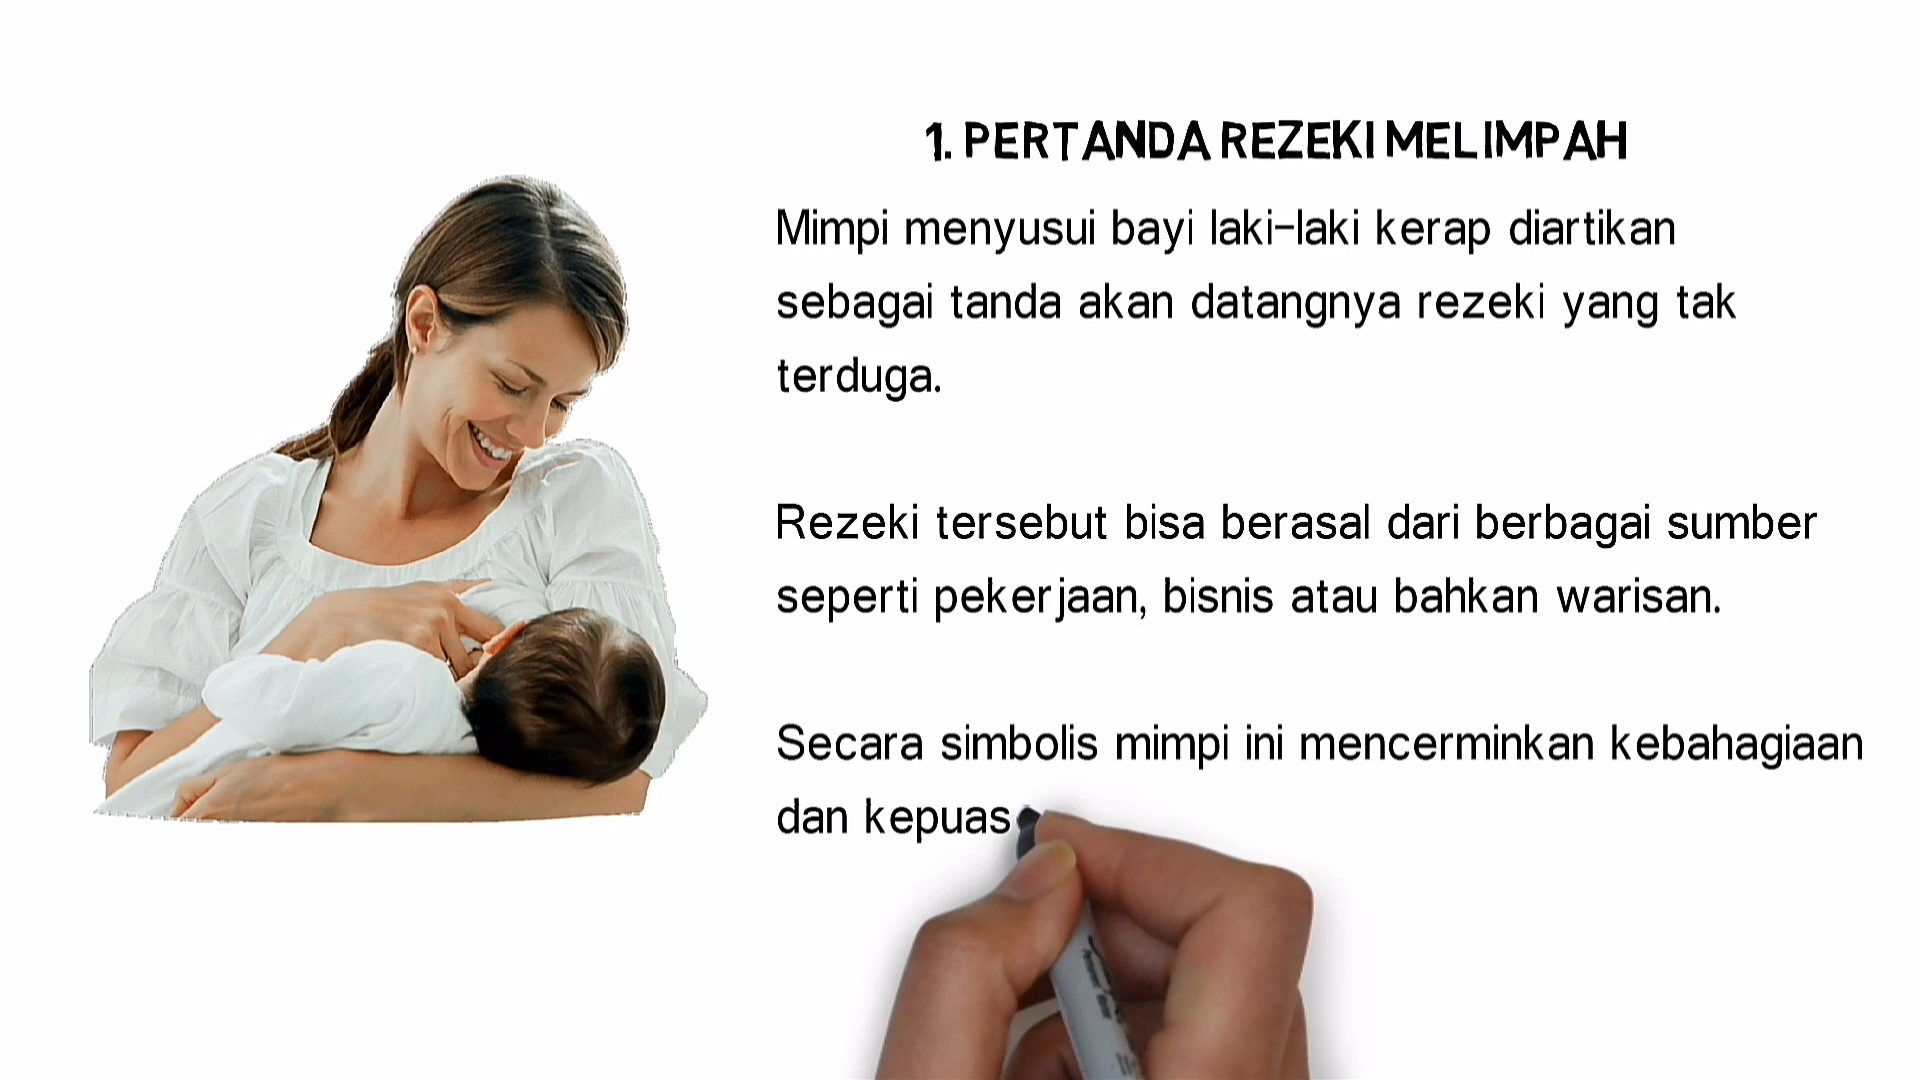 1. PERTANDA REZEKI MELIMPAH
Mimpi menyusui bayi laki-laki kerap diartikan
sebagai tanda akan datangnya rezeki yang tak
terduga.
Rezeki tersebut bisa berasal dari berbagai sumber
seperti pekerjaan, bisnis atau bahkan warisan.
Secara simbolis mimpi ini mencerminkan kebahagiaan
dan kepuas